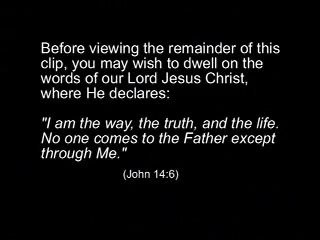 Before viewing the remainder of this
clip, you may wish to dwell on the
words of our Lord Jesus Christ,
where He declares:
"I am the way, the truth, and the life.
No one comes to the Father except
through Me."
(John 14:6)